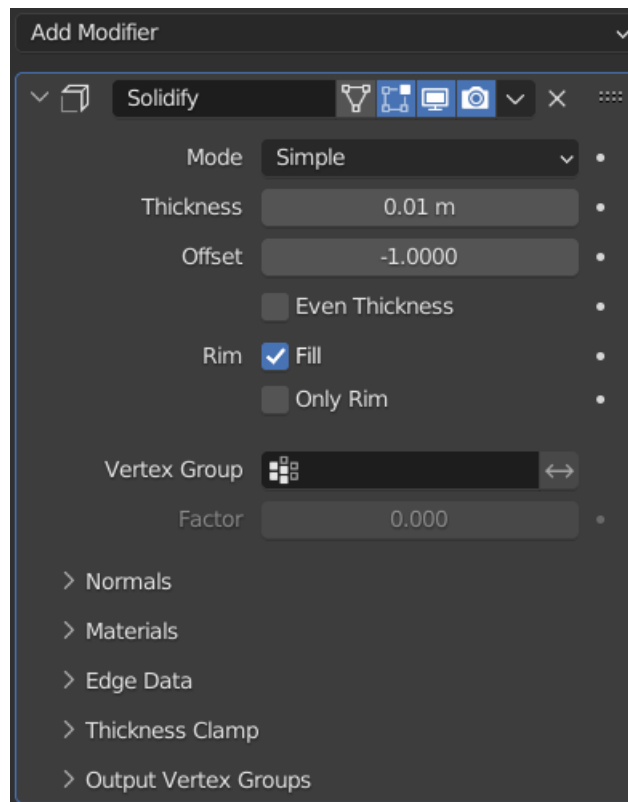 Add Modifier
Solidify
Mode Simple
Thickness 0.01 m
Offset -1.0000
Even Thickness
Rim Fill
Only Rim
Vertex Group
Factor 0.000
Normals
Materials
Edge Data
Thickness Clamp
Output Vertex Groups